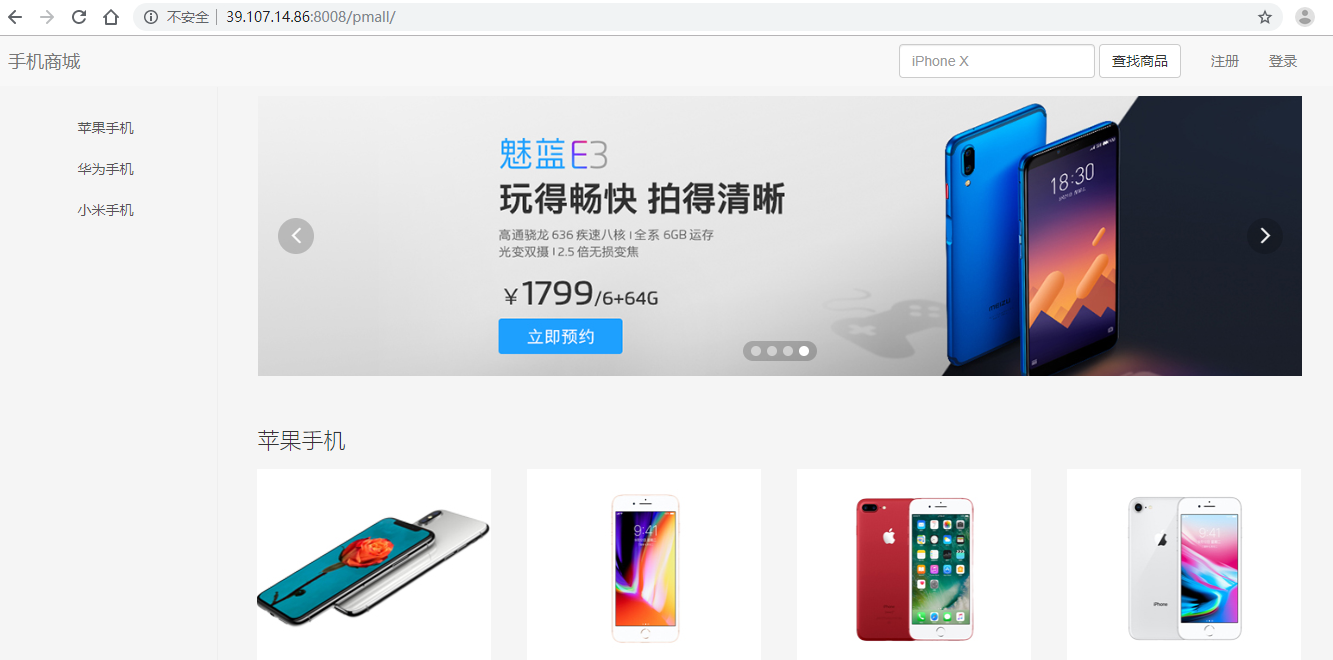 不安全 39.107.14.86:8008/pmall/
手机商城
iPhone X
查找商品
注册
登录
苹果手机
华为手机
小米手机
魅蓝 E3
玩得畅快 拍得清晰
高通骁龙 636 疾速八核 | 全系 6GB 运存
光变双摄 | 2.5 倍无损变焦
￥1799/6+64G
立即预约
18:30
苹果手机
9:41
iPhone